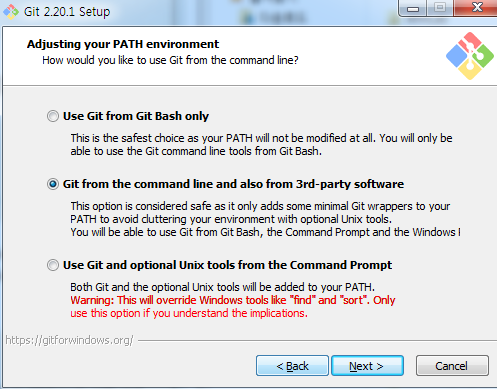 Git 2.20.1 Setup
Adjusting your PATH environment
How would you like to use Git from the command line?
Use Git from Git Bash only
This is the safest choice as your PATH will not be modified at all. You will only be
able to use the Git command line tools from Git Bash.
Git from the command line and also from 3rd-party software
This option is considered safe as it only adds some minimal Git wrappers to your
PATH to avoid cluttering your environment with optional Unix tools.
You will be able to use Git from Git Bash, the Command Prompt and the Windows
Use Git and optional Unix tools from the Command Prompt
Both Git and the optional Unix tools will be added to your PATH.
Warning: This will override Windows tools like "find" and "sort". Only
use this option if you understand the implications.
https://gitforwindows.org/
< Back
Next >
Cancel